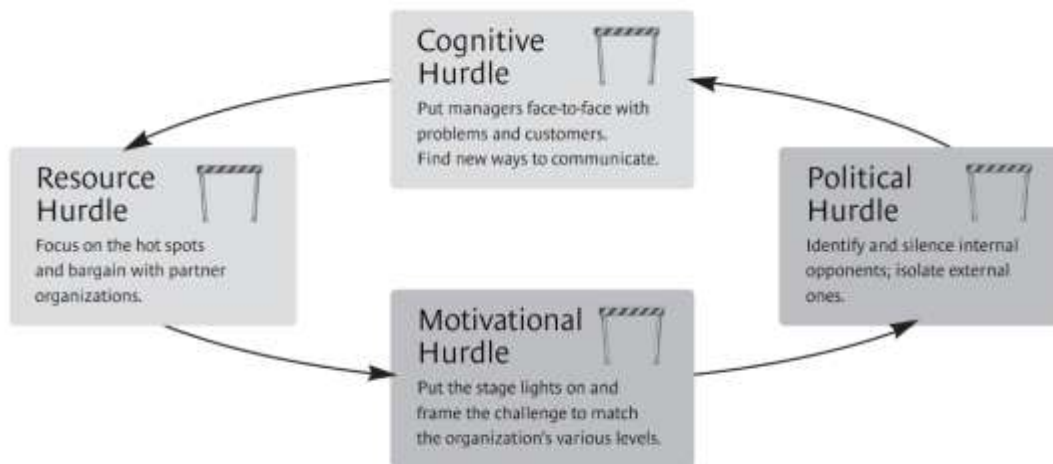 Cognitive
Hurdle
Put managers face-to-face with
problems and customers.
Find new ways to communicate.
Resource
Hurdle
Focus on the hot spots
and bargain with partner
organizations.
Political
Hurdle
Identify and silence internal
opponents; isolate external
ones.
Motivational
Hurdle
Put the stage lights on and
frame the challenge to match
the organization's various levels.